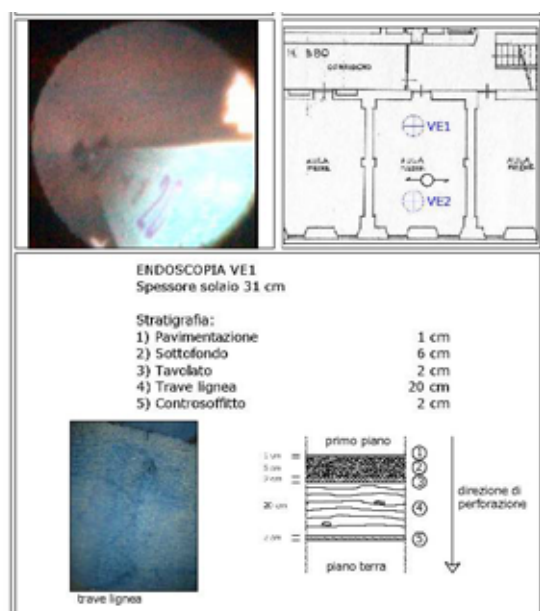 CORRIDOIO
VE1
AULA
AULA
AULA
VE2
ENDOSCOPIA VE1
Spessore solaio 31 cm
Stratigrafia:
1) Pavimentazione 1 cm
2) Sottofondo 6 cm
3) Tavolato 2 cm
4) Trave lignea 20 cm
5) Controsoffitto 2 cm
primo piano
1
2
3
20 cm
4
direzione di
perforazione
5
piano terra
trave lignea